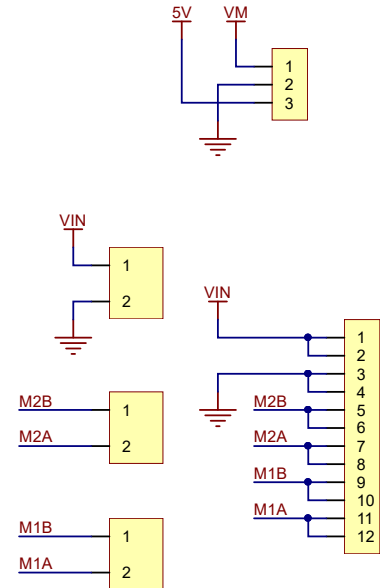 5V VM
1
2
3
VIN
1
2
VIN
1
2
3
4
M2B 5
6
M2A 7
8
M1B 9
10
M1A 11
12
M2B 1
M2A 2
M1B 1
M1A 2